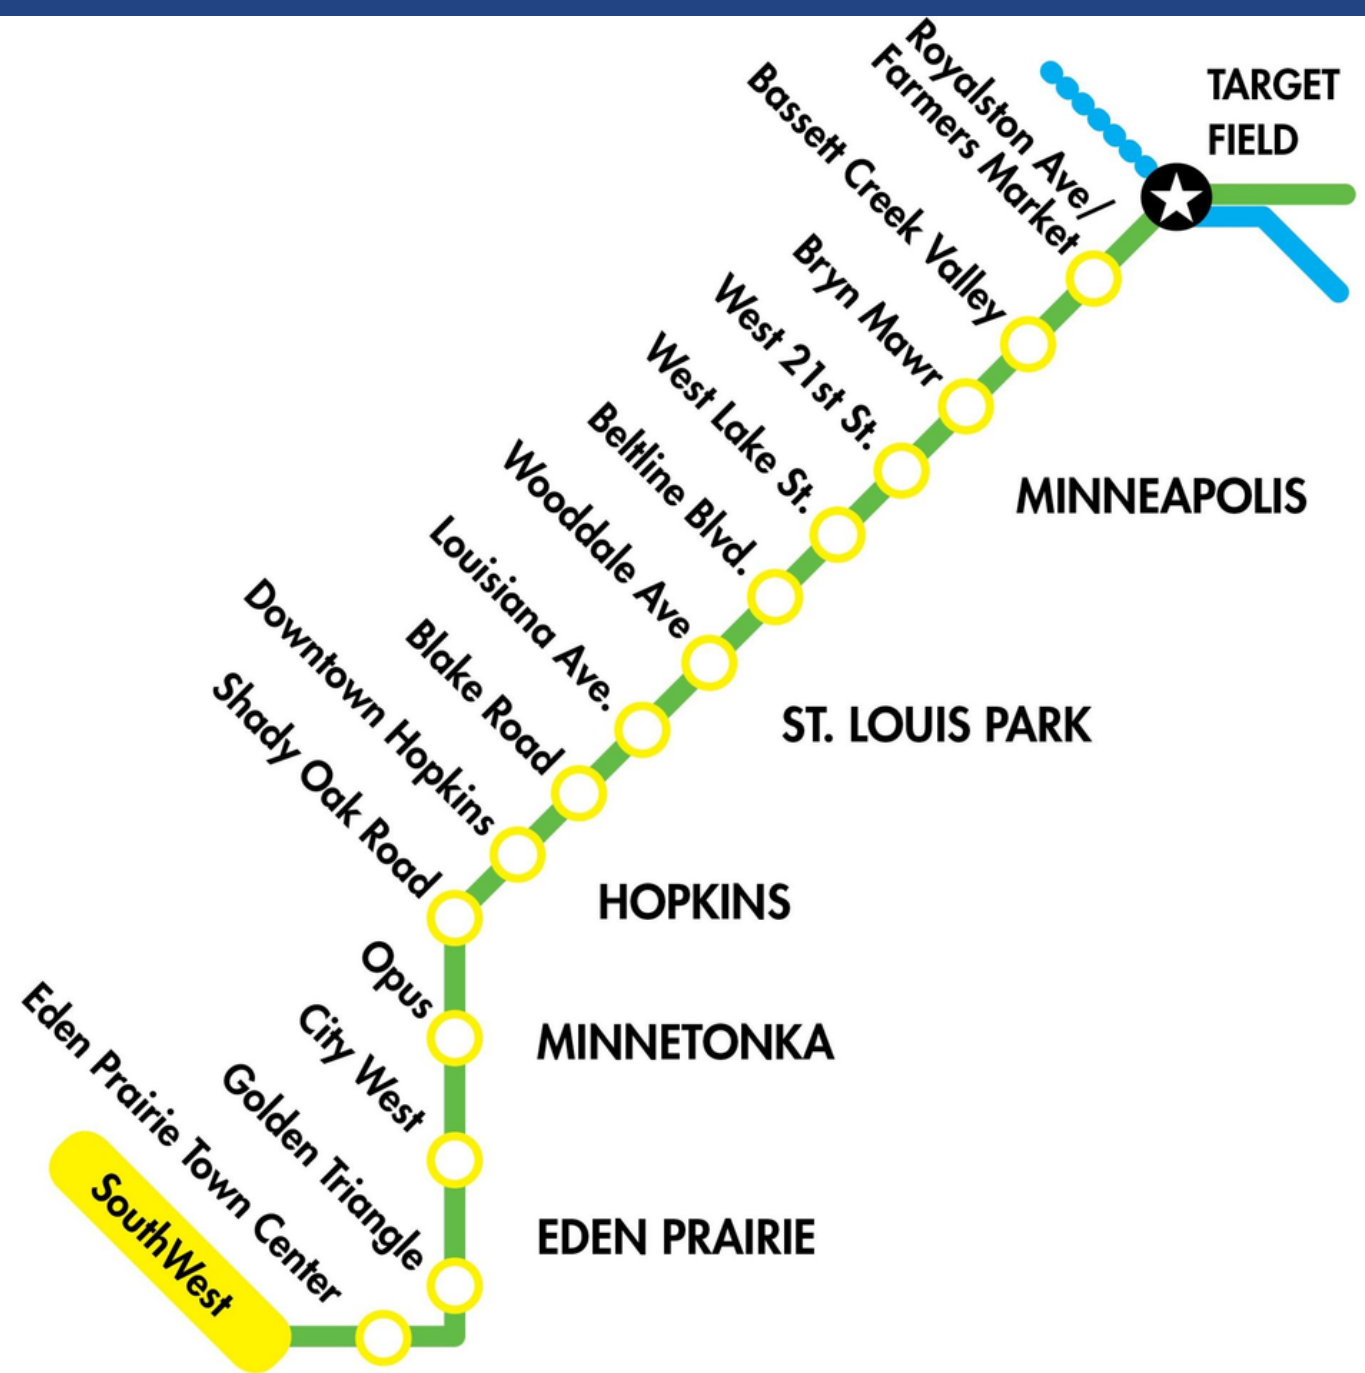 Royalston Ave/
Farmers Market
TARGET
FIELD
Bassett Creek Valley
Bryn Mawr
West 21st St.
West Lake St.
Beltline Blvd.
Wooddale Ave
Louisiana Ave.
Blake Road
Downtown Hopkins
Shady Oak Road
Opus
City West
Golden Triangle
Eden Prairie Town Center
SouthWest
MINNEAPOLIS
ST. LOUIS PARK
HOPKINS
MINNETONKA
EDEN PRAIRIE